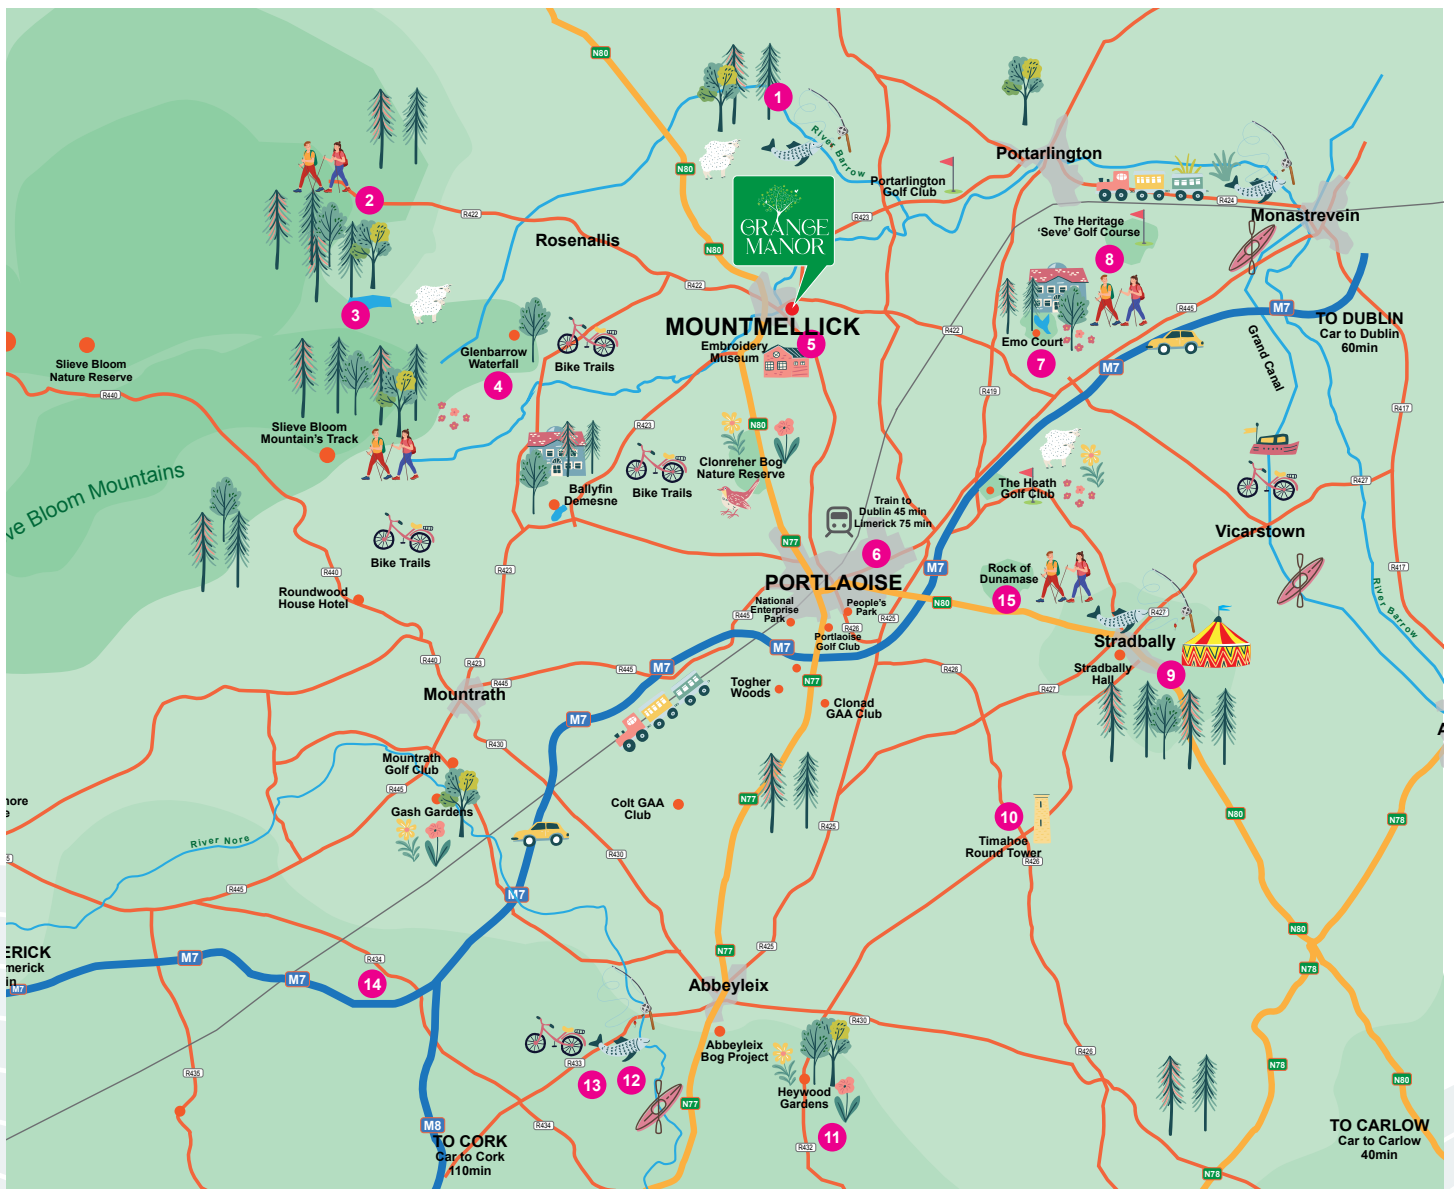 N80
1
River Barrow
Portarlington
Portarlington
Golf Club
N80
2
R422
Rosenallis
GRANGE
MANOR
R423
R424
Monastrevein
The Heritage
'Seve' Golf Course
8
N80
R422
3
MOUNTMELLICK
Embroidery
Museum
5
R422
Emo Court
7
R445
M7
M7
TO DUBLIN
Car to Dublin
60min
Grand Canal
Slieve Bloom
Nature Reserve
R440
Glenbarrow
Waterfall
4
Bike Trails
R419
R417
Slieve Bloom
Mountain's Track
R423
N80
Clonreher Bog
Nature Reserve
Bike Trails
Ballyfin
Demesne
The Heath
Golf Club
R427
ve Bloom Mountains
Train to
Dublin 45 min
Limerick 75 min
Vicarstown
Bike Trails
N77
6
M7
R440
R423
R417
Roundwood
House Hotel
PORTLAOISE
National
Enterprise
Park
People's
Park
R445
R426
R425
Portlaoise
Golf Club
N80
Rock of
Dunamase
15
R427
River Barrow
Stradbally
Stradbally
Hall
9
R440
R423
R445
Mountrath
R445
M7
M7
Togher
Woods
N77
Clonad
GAA Club
R426
R427
A
M7
R430
Mountrath
Golf Club
R445
Gash Gardens
Colt GAA
Club
N77
R425
10
Timahoe
Round Tower
R426
N80
N78
nore
e
5
River Nore
R430
R445
M7
N80
ERICK
merick
in
M7
M7
M7
R434
14
N77
R425
Abbeyleix
N78
R430
Abbeyleix
Bog Project
R426
R433
13
12
R435
Heywood
Gardens
11
R432
N77
N78
N80
M8
R434
TO CORK
Car to Cork
110min
TO CARLOW
Car to Carlow
40min
N78